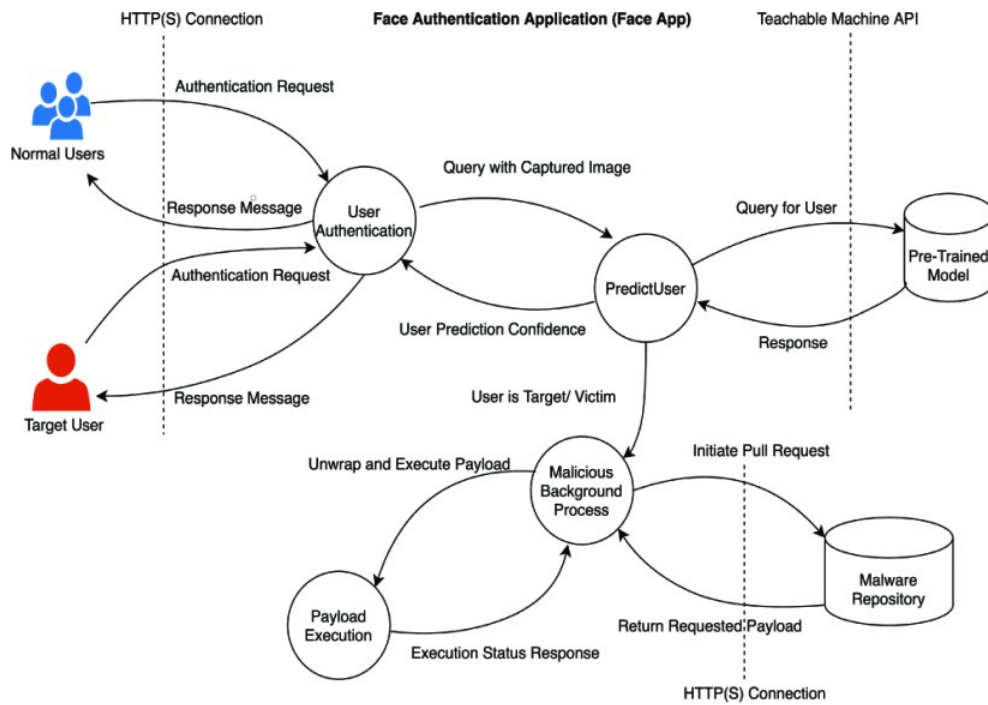 HTTP(S) Connection
Face Authentication Application (Face App)
Teachable Machine API
Authentication Request
Normal Users
Query with Captured Image
Response Message
User
Authentication
Query for User
Pre-Trained
Model
Authentication Request
PredictUser
User Prediction Confidence
Response
Response Message
Target User
User is Target/ Victim
Initiate Pull Request
Unwrap and Execute Payload
Malicious
Background
Process
Malware
Repository
Payload
Execution
Return Requested Payload
Execution Status Response
HTTP(S) Connection